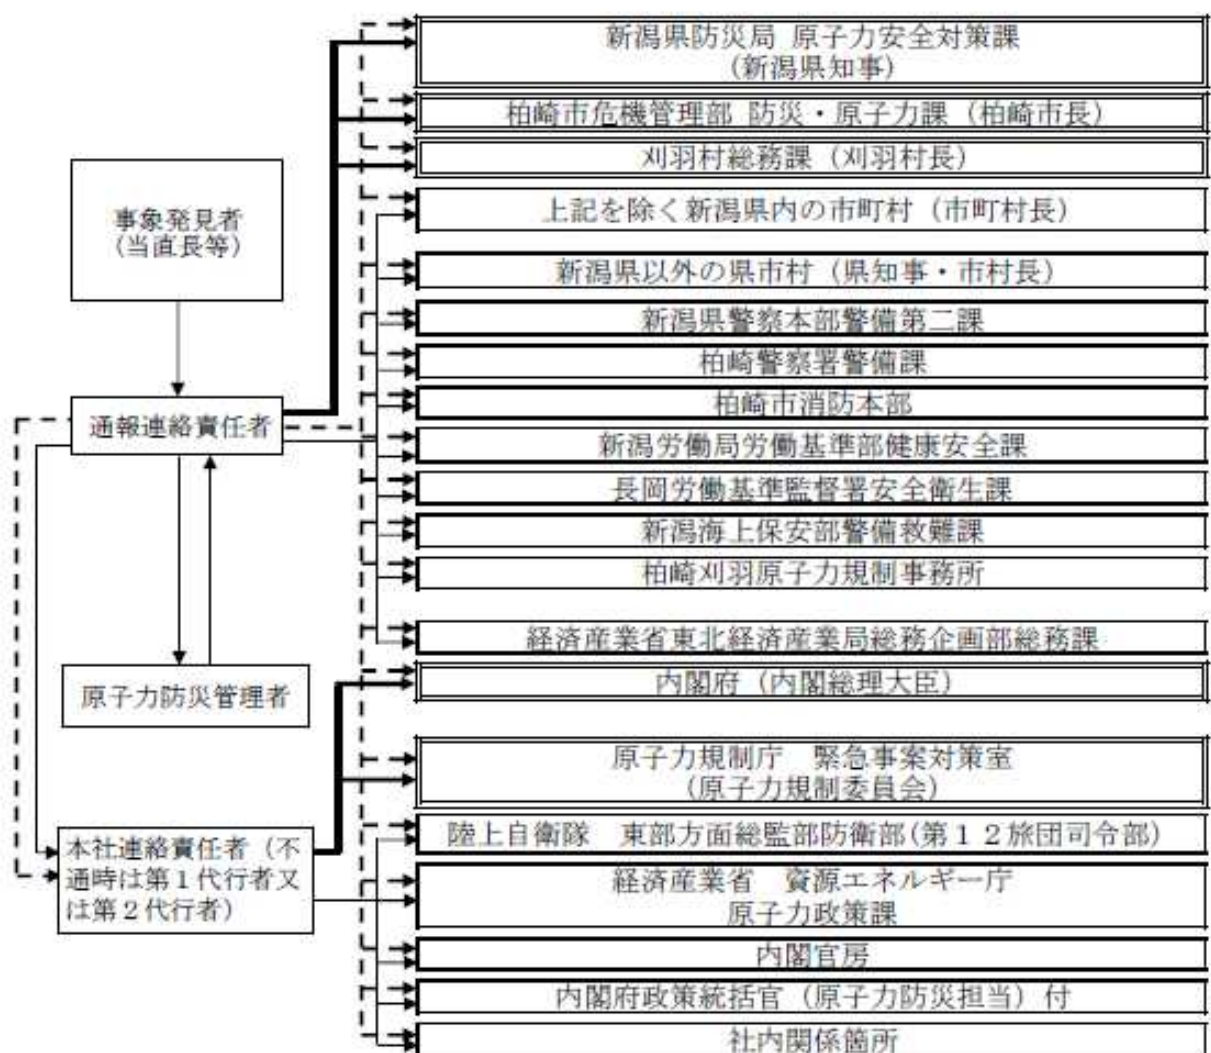 新潟県防災局 原子力安全対策課
(新潟県知事)
柏崎市危機管理部 防災・原子力課 (柏崎市長)
刈羽村総務課 (刈羽村長)
上記を除く新潟県内の市町村 (市町村長)
新潟県以外の県市村 (県知事・市村長)
新潟県警察本部警備第二課
柏崎警察署警備課
柏崎市消防本部
新潟労働局労働基準部健康安全課
長岡労働基準監督署安全衛生課
新潟海上保安部警備救難課
柏崎刈羽原子力規制事務所
経済産業省東北経済産業局総務企画部総務課
内閣府 (内閣総理大臣)
原子力規制庁　緊急事案対策室
(原子力規制委員会)
陸上自衛隊　東部方面総監部防衛部(第１２旅団司令部)
経済産業省　資源エネルギー庁
原子力政策課
内閣官房
内閣府政策統括官 (原子力防災担当) 付
社内関係箇所
事象発見者
(当直長等)
通報連絡責任者
原子力防災管理者
本社連絡責任者 (不
通時は第１代行者又
は第２代行者)